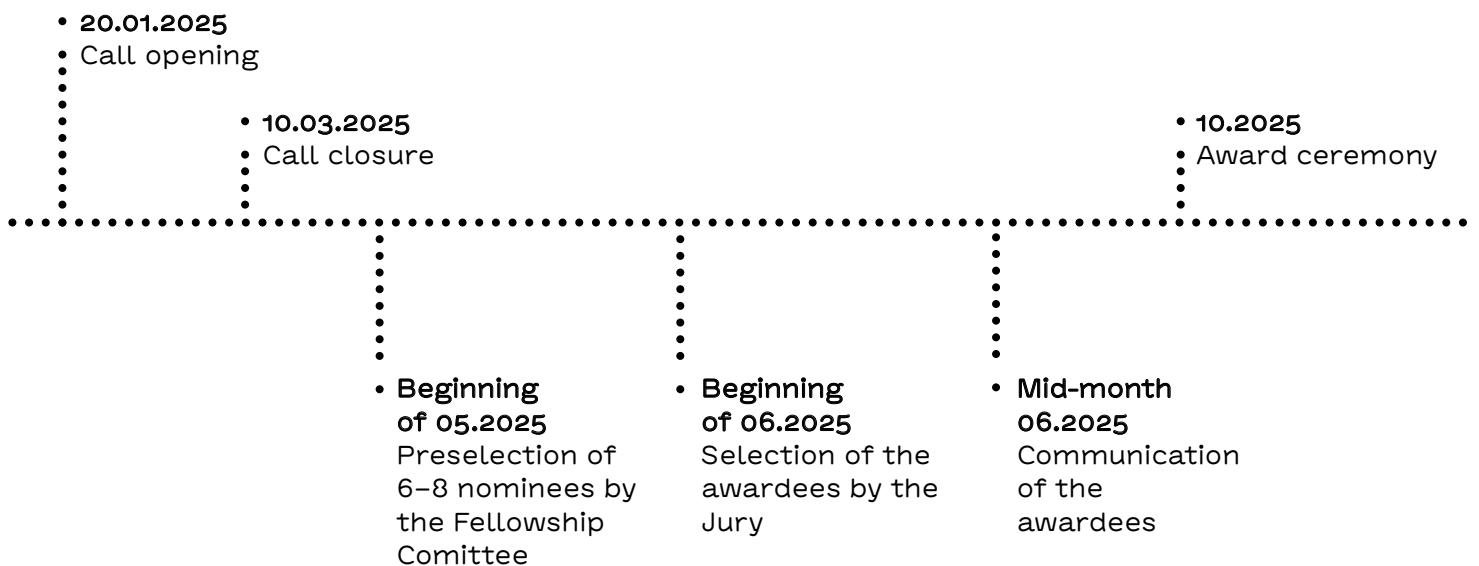 20.01.2025
Call opening
10.03.2025
Call closure
10.2025
Award ceremony
Beginning
of 05.2025
Preselection of
6–8 nominees by
the Fellowship
Comittee
Beginning
of 06.2025
Selection of the
awardees by the
Jury
Mid-month
06.2025
Communication
of the
awardees